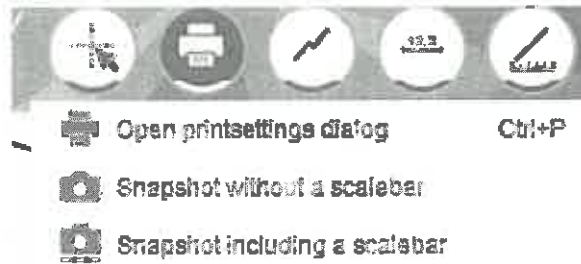 Open printsettings dialog Ctrl+P
Snapshot without a scalebar
Snapshot including a scalebar